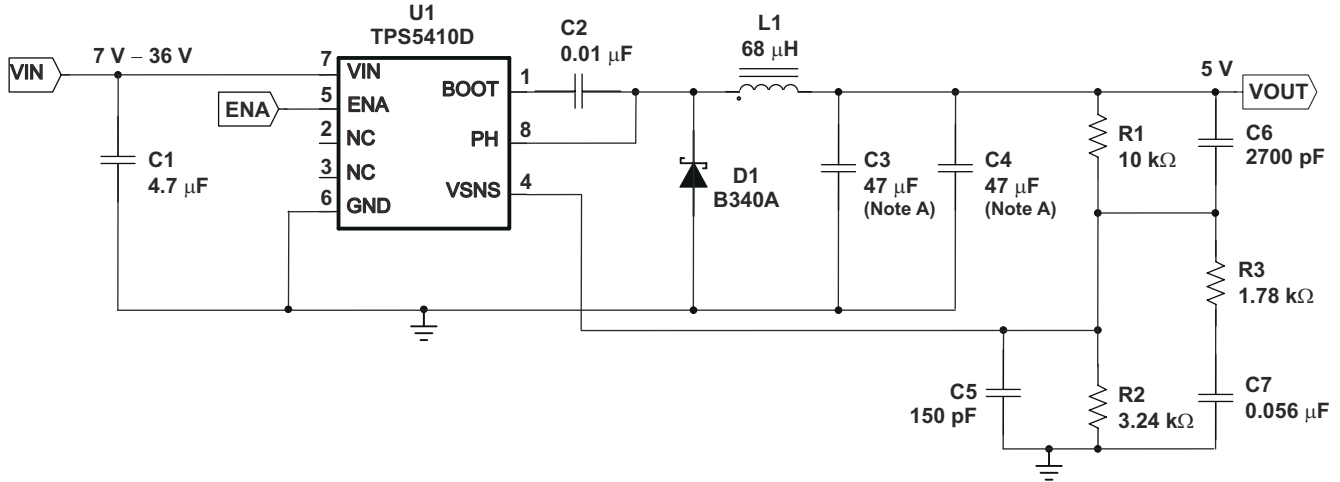 U1
TPS5410D
C2
0.01 μF
L1
68 μH
VIN
7 V – 36 V
5 V
VOUT
7
VIN
BOOT
1
5
ENA
ENA
2
NC
PH
8
3
NC
VSNS
4
6
GND
C1
4.7 μF
D1
B340A
C3
47 μF
(Note A)
C4
47 μF
(Note A)
R1
10 kΩ
C6
2700 pF
R3
1.78 kΩ
C5
150 pF
R2
3.24 kΩ
C7
0.056 μF